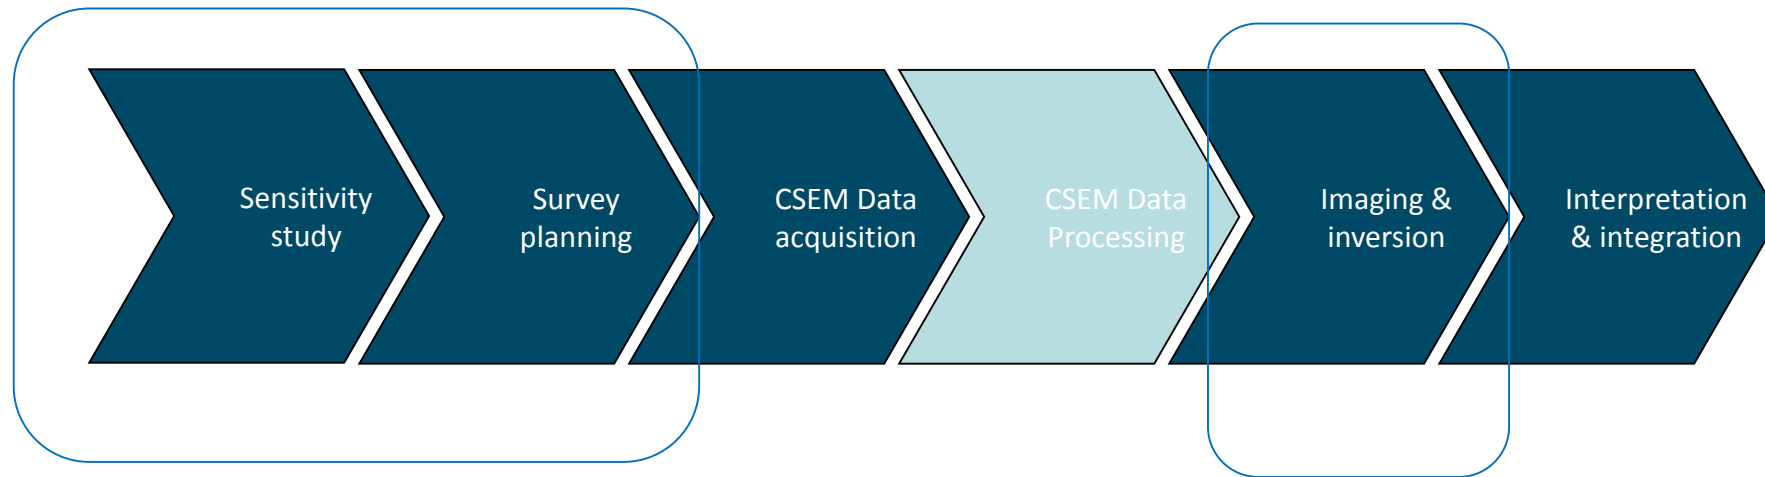 Sensitivity
study
Survey
planning
CSEM Data
acquisition
CSEM Data
Processing
Imaging &
inversion
Interpretation
& integration